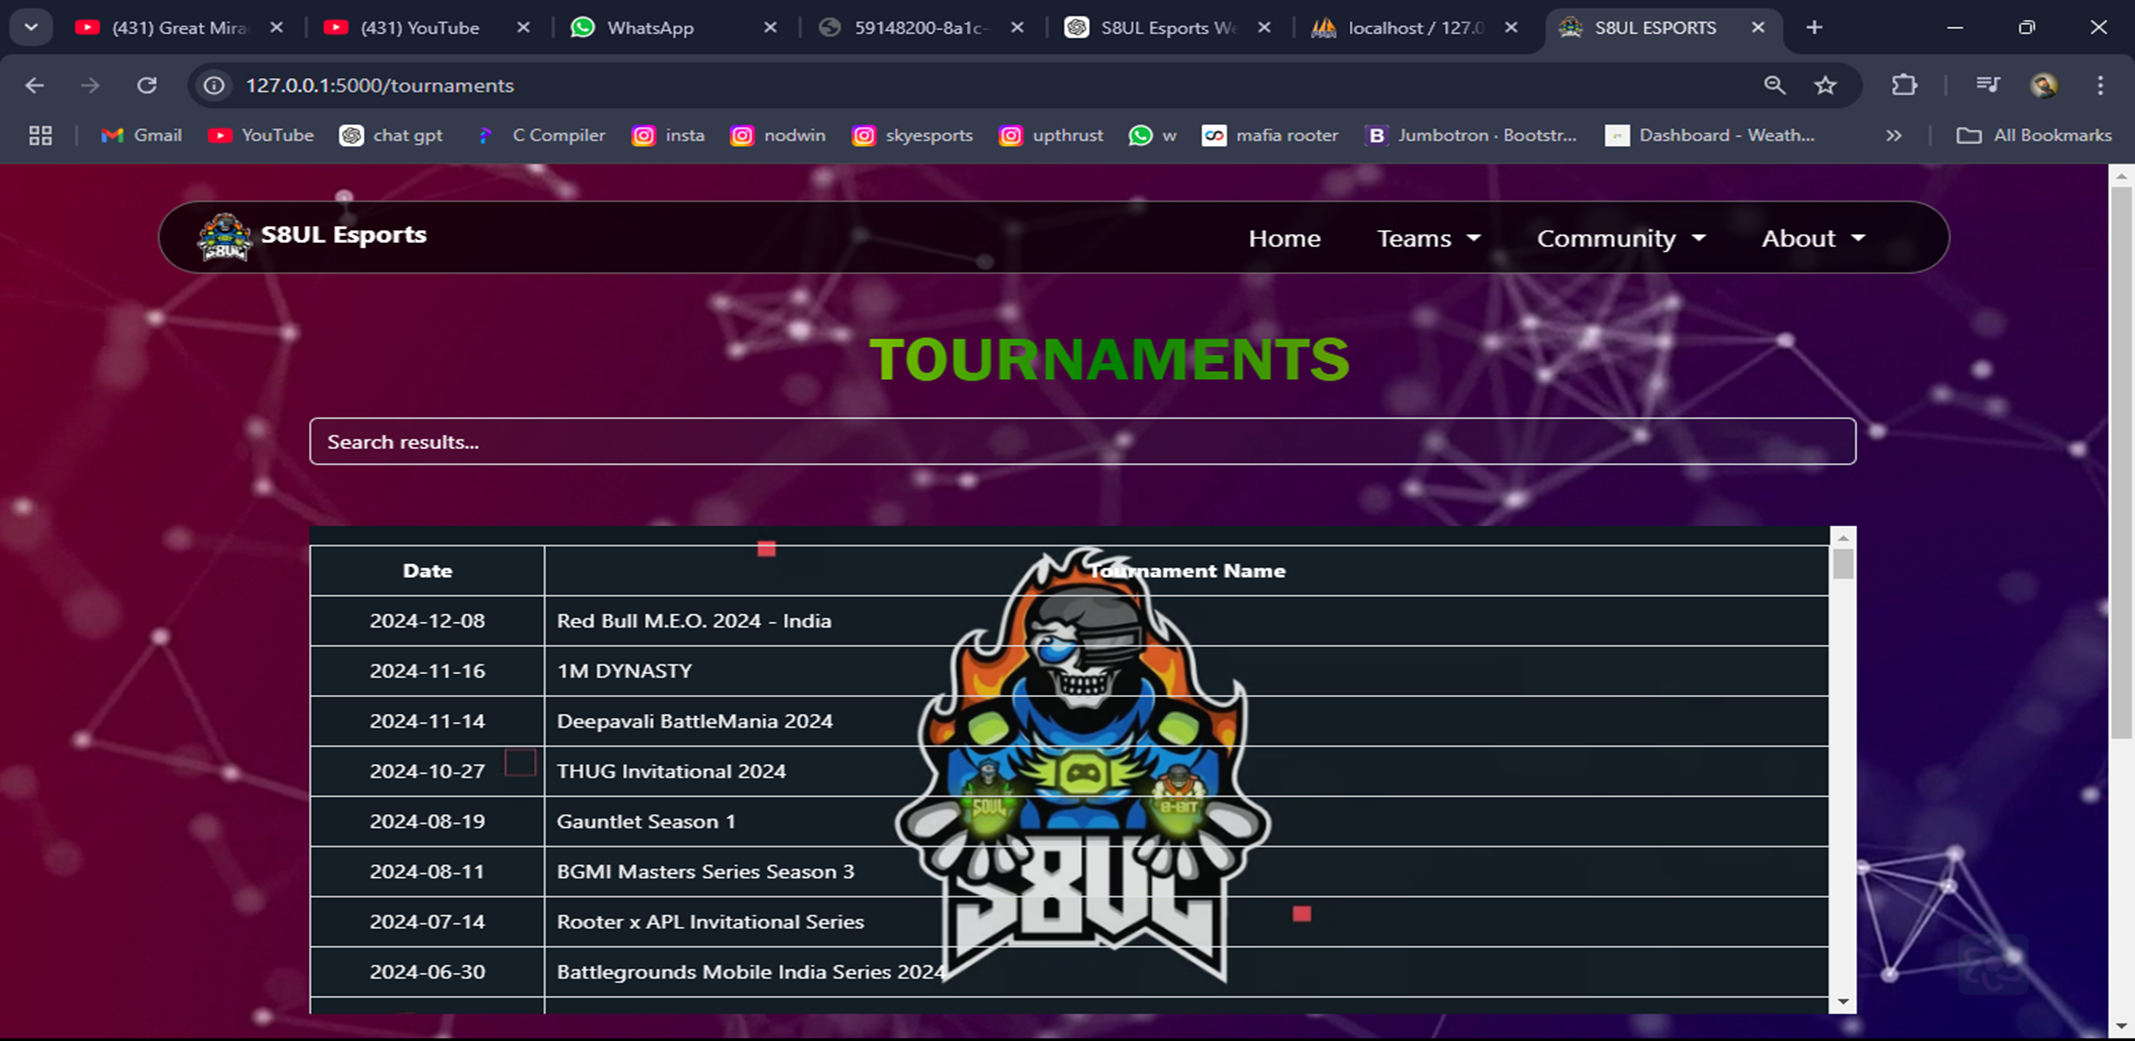 (431) Great Mira
(431) YouTube
WhatsApp
59148200-8a1c-
S8UL Esports We
localhost / 127.0
S8UL ESPORTS
127.0.0.1:5000/tournaments
Gmail
YouTube
chat gpt
C Compiler
insta
nodwin
skyesports
upthrust
w
mafia rooter
Jumbotron · Bootstr...
Dashboard - Weath...
All Bookmarks
S8UL
S8UL Esports
Home
Teams
Community
About
TOURNAMENTS
Search results...
Date Tournament Name
2024-12-08 Red Bull M.E.O. 2024 - India
2024-11-16 1M DYNASTY
2024-11-14 Deepavali BattleMania 2024
2024-10-27 THUG Invitational 2024
2024-08-19 Gauntlet Season 1
2024-08-11 BGMI Masters Series Season 3
2024-07-14 Rooter x APL Invitational Series
2024-06-30 Battlegrounds Mobile India Series 2024
SOUL
8-BIT
S8UL